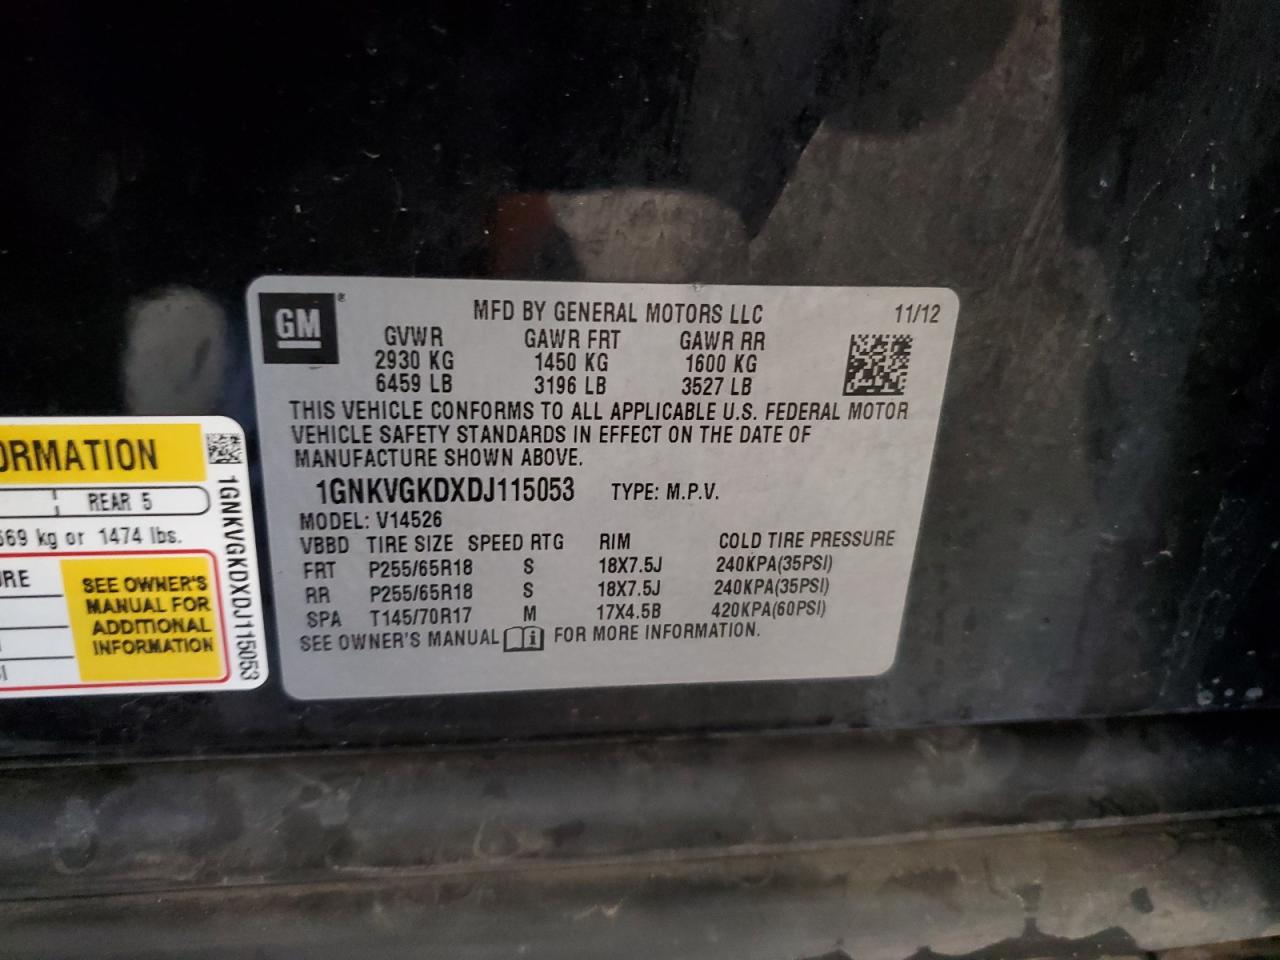 GM ®
MFD BY GENERAL MOTORS LLC 11/12
GVWR GAWR FRT GAWR RR
2930 KG 1450 KG 1600 KG
6459 LB 3196 LB 3527 LB
THIS VEHICLE CONFORMS TO ALL APPLICABLE U.S. FEDERAL MOTOR
VEHICLE SAFETY STANDARDS IN EFFECT ON THE DATE OF
MANUFACTURE SHOWN ABOVE.
1GNKVGKDXDJ115053 TYPE: M.P.V.
MODEL: V14526
VBBD TIRE SIZE SPEED RTG RIM COLD TIRE PRESSURE
FRT P255/65R18 S 18X7.5J 240KPA(35PSI)
RR P255/65R18 S 18X7.5J 240KPA(35PSI)
SPA T145/70R17 M 17X4.5B 420KPA(60PSI)
SEE OWNER'S MANUAL FOR MORE INFORMATION.
ORMATION
REAR 5
569 kg or 1474 lbs.
URE
SEE OWNER'S
MANUAL FOR
ADDITIONAL
INFORMATION
1GNKVGKDXDJ115053